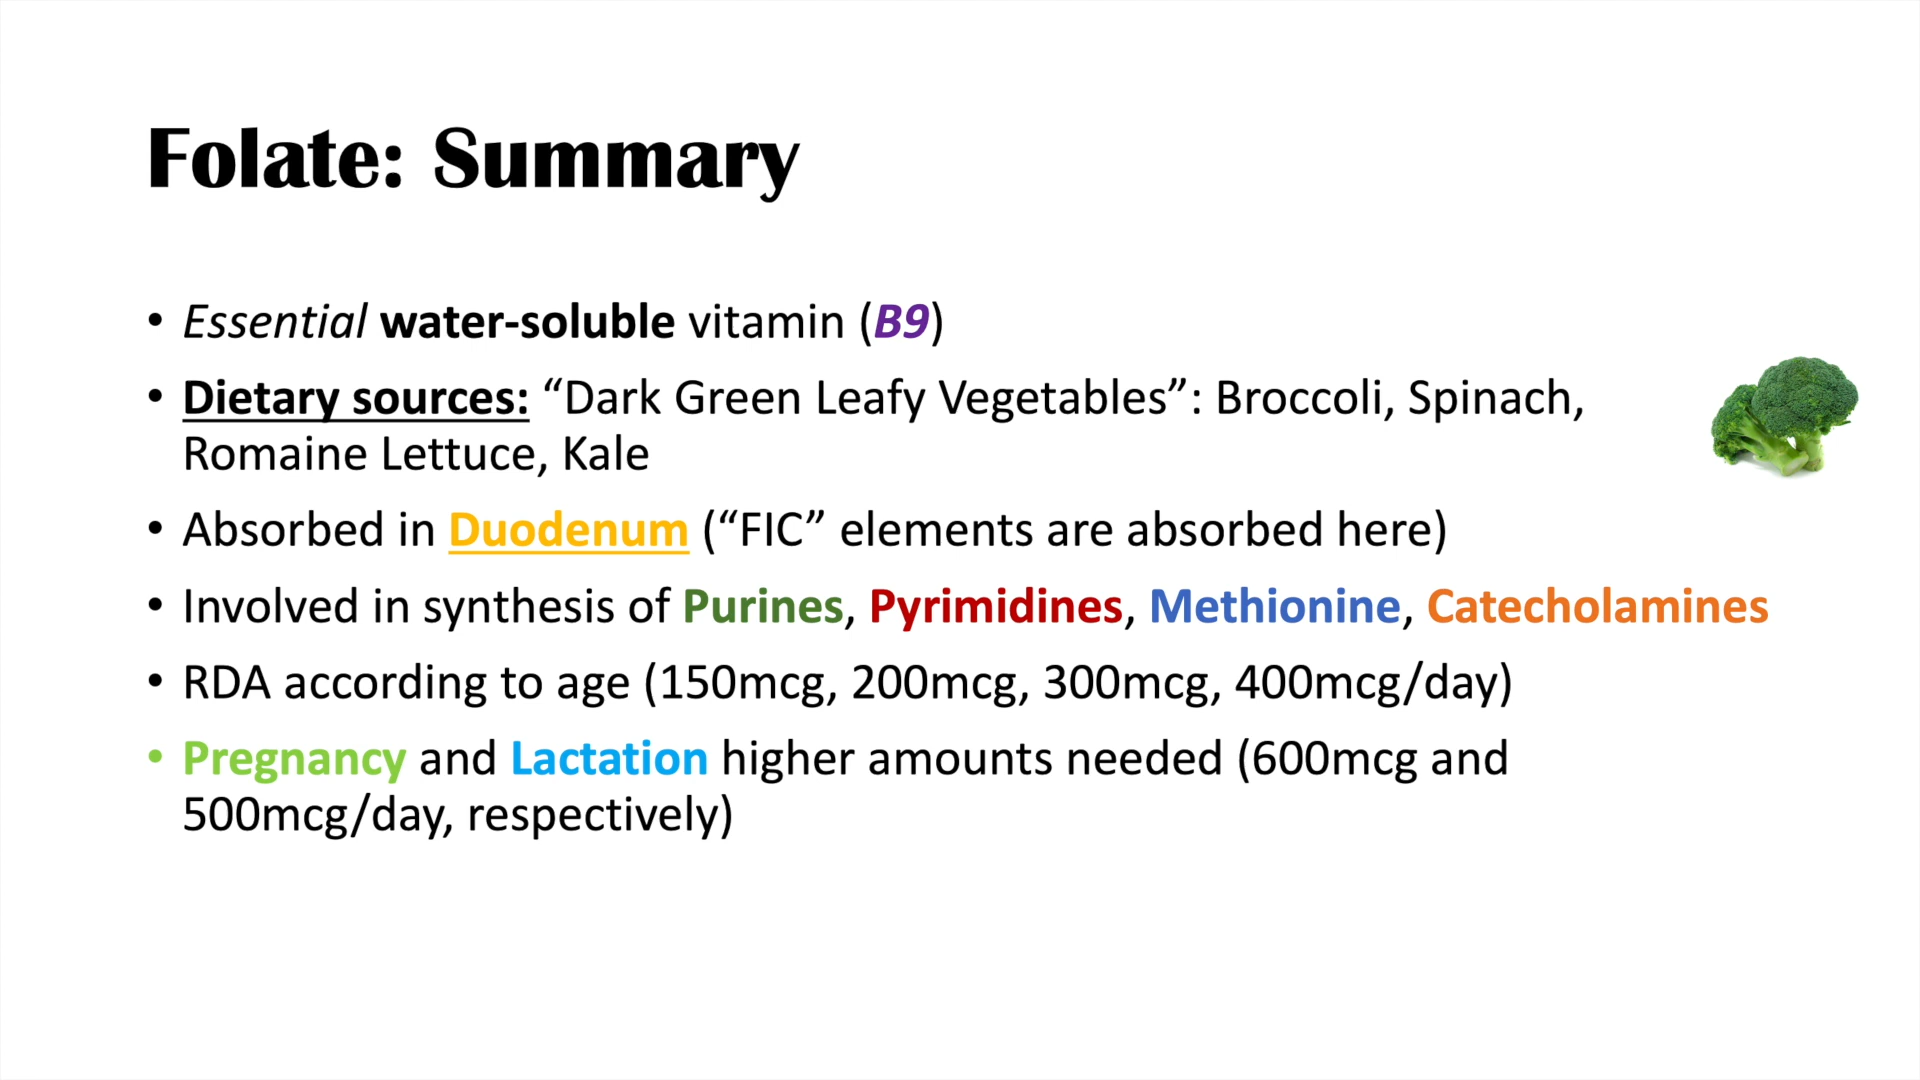 Folate: Summary
• Essential water-soluble vitamin (B9)
• Dietary sources: “Dark Green Leafy Vegetables”: Broccoli, Spinach,
Romaine Lettuce, Kale
• Absorbed in Duodenum (“FIC” elements are absorbed here)
• Involved in synthesis of Purines, Pyrimidines, Methionine, Catecholamines
• RDA according to age (150mcg, 200mcg, 300mcg, 400mcg/day)
• Pregnancy and Lactation higher amounts needed (600mcg and
500mcg/day, respectively)